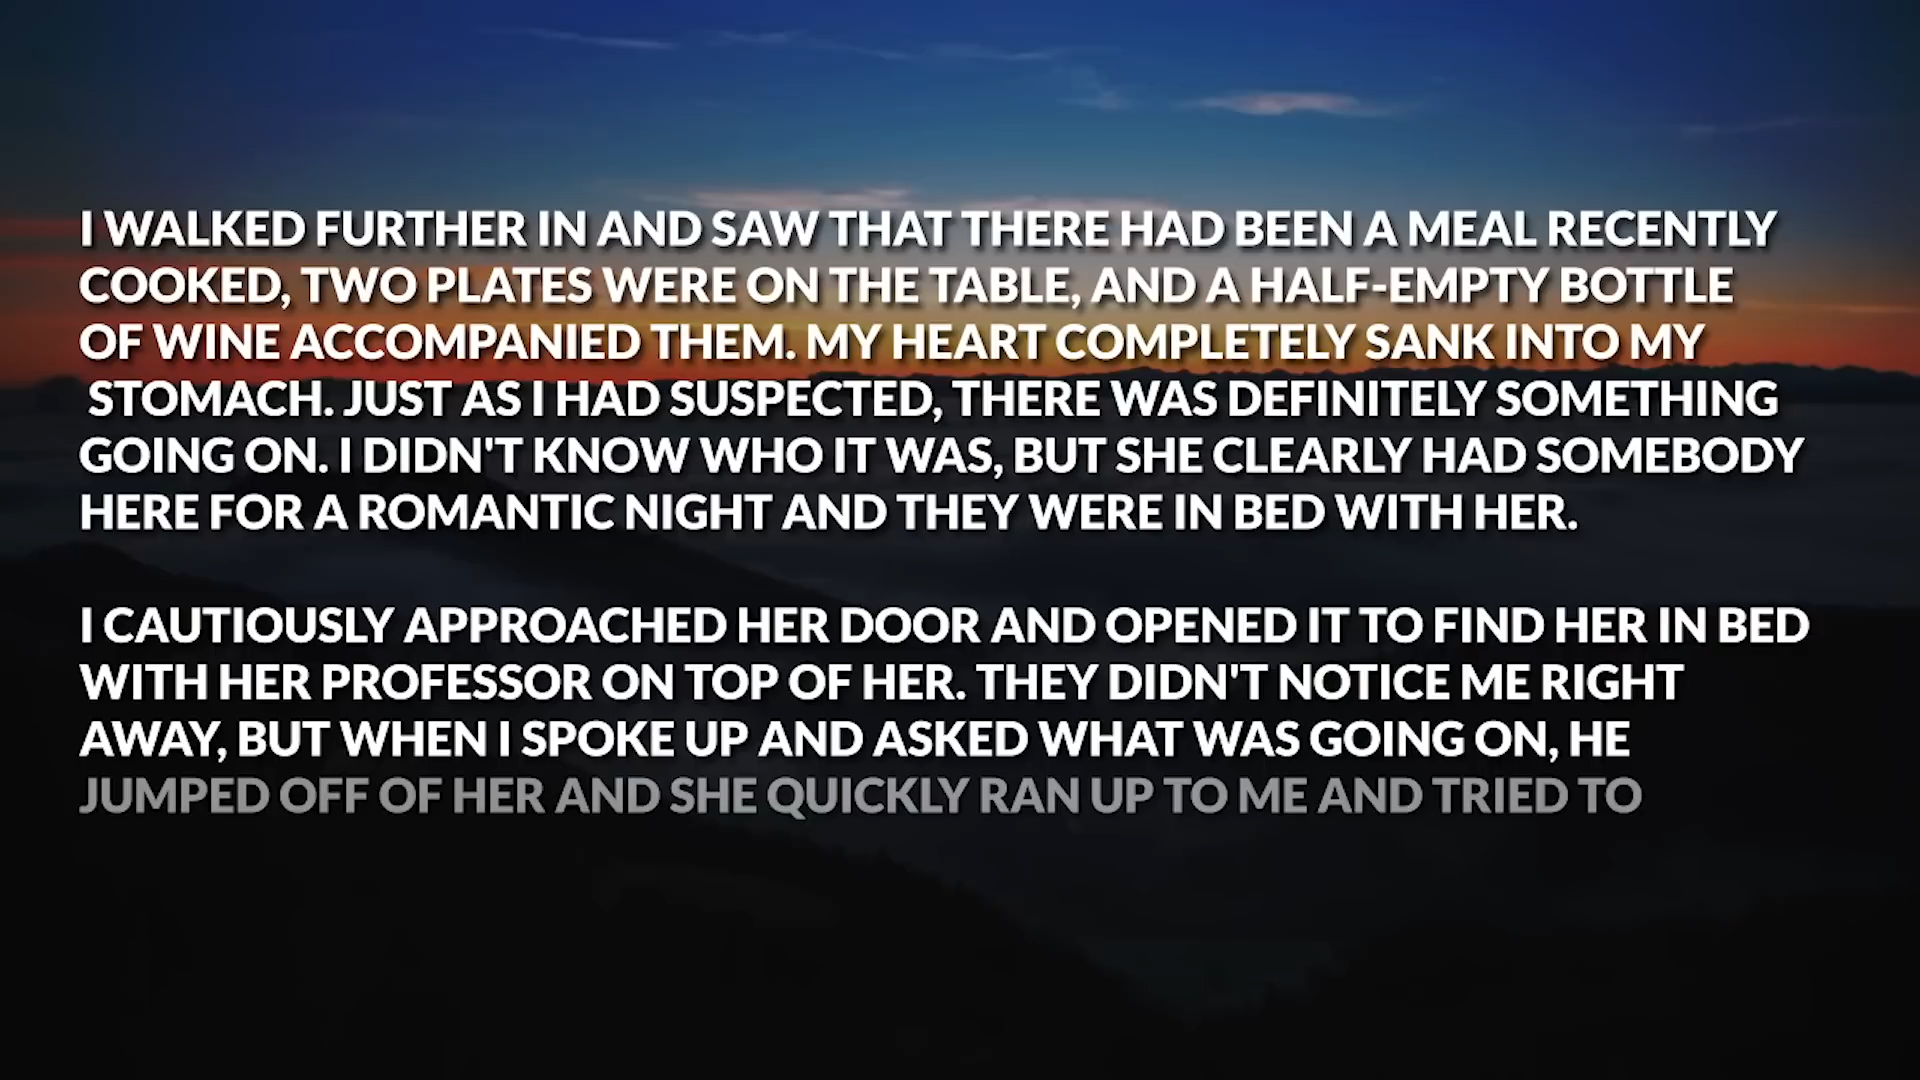 I WALKED FURTHER IN AND SAW THAT THERE HAD BEEN A MEAL RECENTLY
COOKED, TWO PLATES WERE ON THE TABLE, AND A HALF-EMPTY BOTTLE
OF WINE ACCOMPANIED THEM. MY HEART COMPLETELY SANK INTO MY
STOMACH. JUST AS I HAD SUSPECTED, THERE WAS DEFINITELY SOMETHING
GOING ON. I DIDN'T KNOW WHO IT WAS, BUT SHE CLEARLY HAD SOMEBODY
HERE FOR A ROMANTIC NIGHT AND THEY WERE IN BED WITH HER.
I CAUTIOUSLY APPROACHED HER DOOR AND OPENED IT TO FIND HER IN BED
WITH HER PROFESSOR ON TOP OF HER. THEY DIDN'T NOTICE ME RIGHT
AWAY, BUT WHEN I SPOKE UP AND ASKED WHAT WAS GOING ON, HE
JUMPED OFF OF HER AND SHE QUICKLY RAN UP TO ME AND TRIED TO